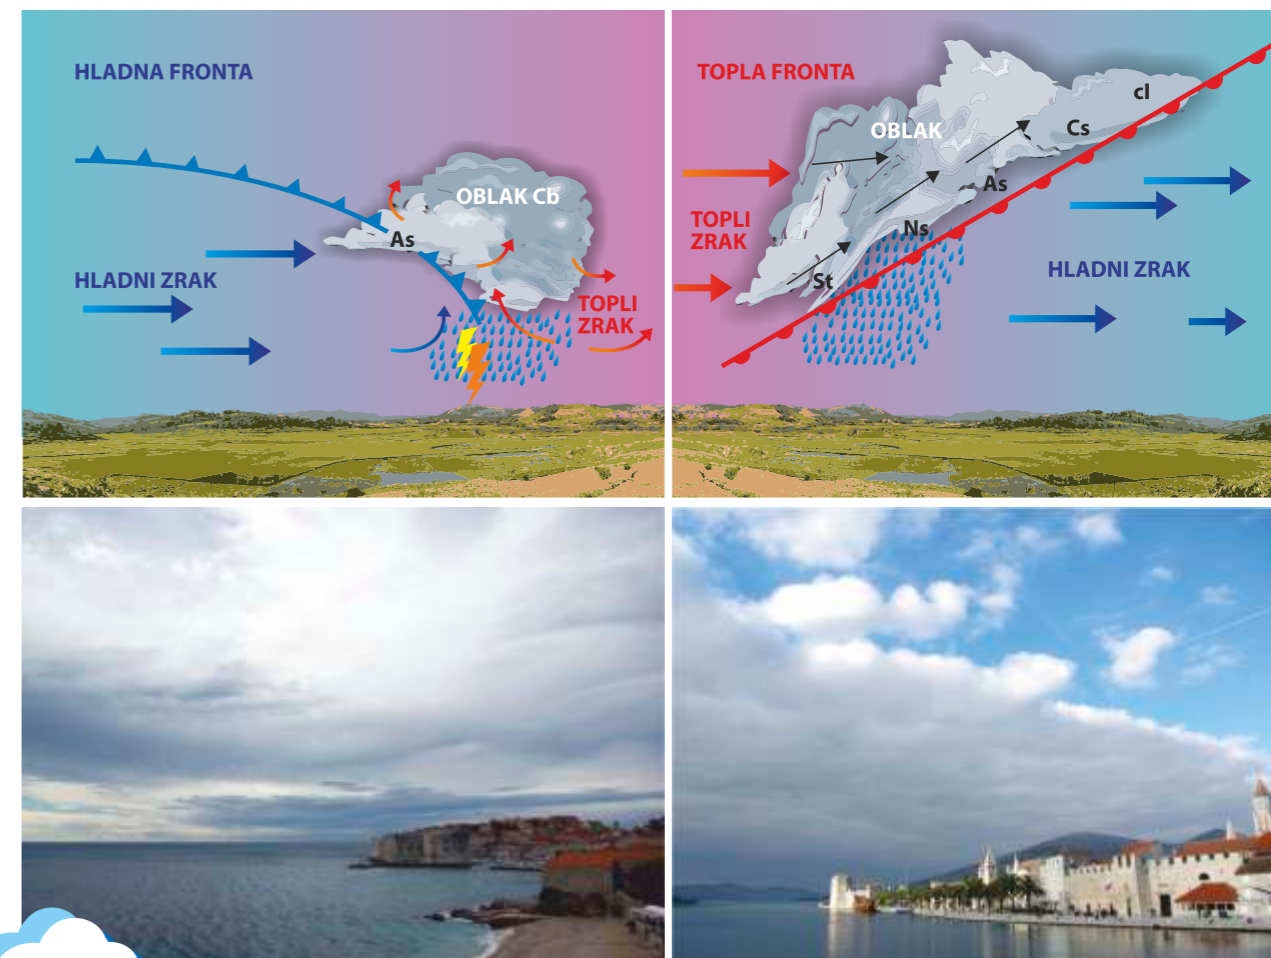 HLADNA FRONTA
OBLAK Cb
As
HLADNI ZRAK
TOPLI
ZRAK
TOPLA FRONTA
OBLAK
cl
Cs
As
Ns
St
TOPLI
ZRAK
HLADNI ZRAK